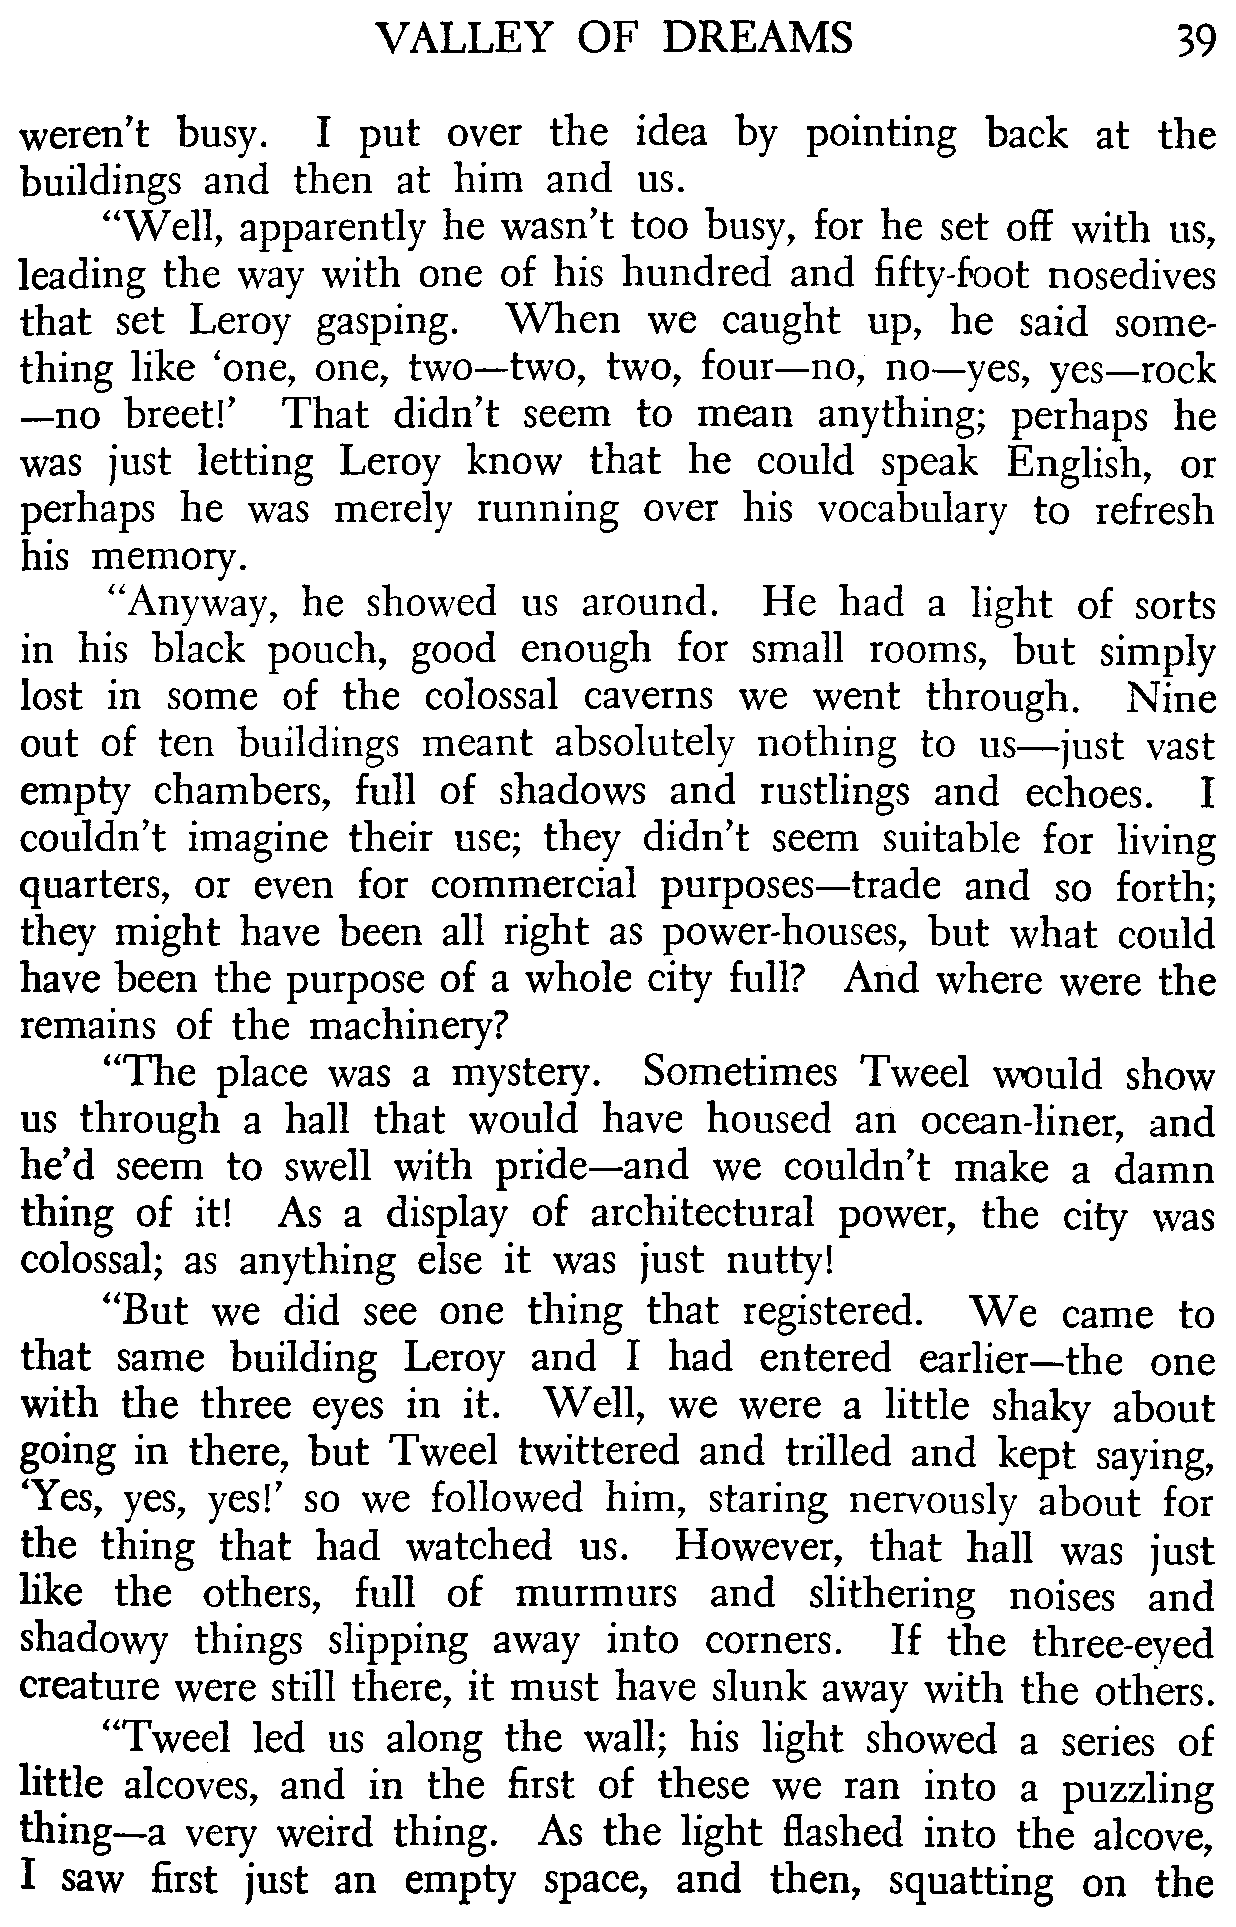 VALLEY OF DREAMS 39
weren't busy. I put over the idea by pointing back at the
buildings and then at him and us.
"Well, apparently he wasn't too busy, for he set off with us,
leading the way with one of his hundred and fifty-foot nosedives
that set Leroy gasping. When we caught up, he said some-
thing like 'one, one, two—two, two, four—no, no—yes, yes—rock
—no breet!' That didn't seem to mean anything; perhaps he
was just letting Leroy know that he could speak English, or
perhaps he was merely running over his vocabulary to refresh
his memory.
"Anyway, he showed us around. He had a light of sorts
in his black pouch, good enough for small rooms, but simply
lost in some of the colossal caverns we went through. Nine
out of ten buildings meant absolutely nothing to us—just vast
empty chambers, full of shadows and rustlings and echoes. I
couldn't imagine their use; they didn't seem suitable for living
quarters, or even for commercial purposes—trade and so forth;
they might have been all right as power-houses, but what could
have been the purpose of a whole city full? And where were the
remains of the machinery?
"The place was a mystery. Sometimes Tweel would show
us through a hall that would have housed an ocean-liner, and
he'd seem to swell with pride—and we couldn't make a damn
thing of it! As a display of architectural power, the city was
colossal; as anything else it was just nutty!
"But we did see one thing that registered. We came to
that same building Leroy and I had entered earlier—the one
with the three eyes in it. Well, we were a little shaky about
going in there, but Tweel twittered and trilled and kept saying,
'Yes, yes, yes!' so we followed him, staring nervously about for
the thing that had watched us. However, that hall was just
like the others, full of murmurs and slithering noises and
shadowy things slipping away into corners. If the three-eyed
creature were still there, it must have slunk away with the others.
"Tweel led us along the wall; his light showed a series of
little alcoves, and in the first of these we ran into a puzzling
thing—a very weird thing. As the light flashed into the alcove,
I saw first just an empty space, and then, squatting on the